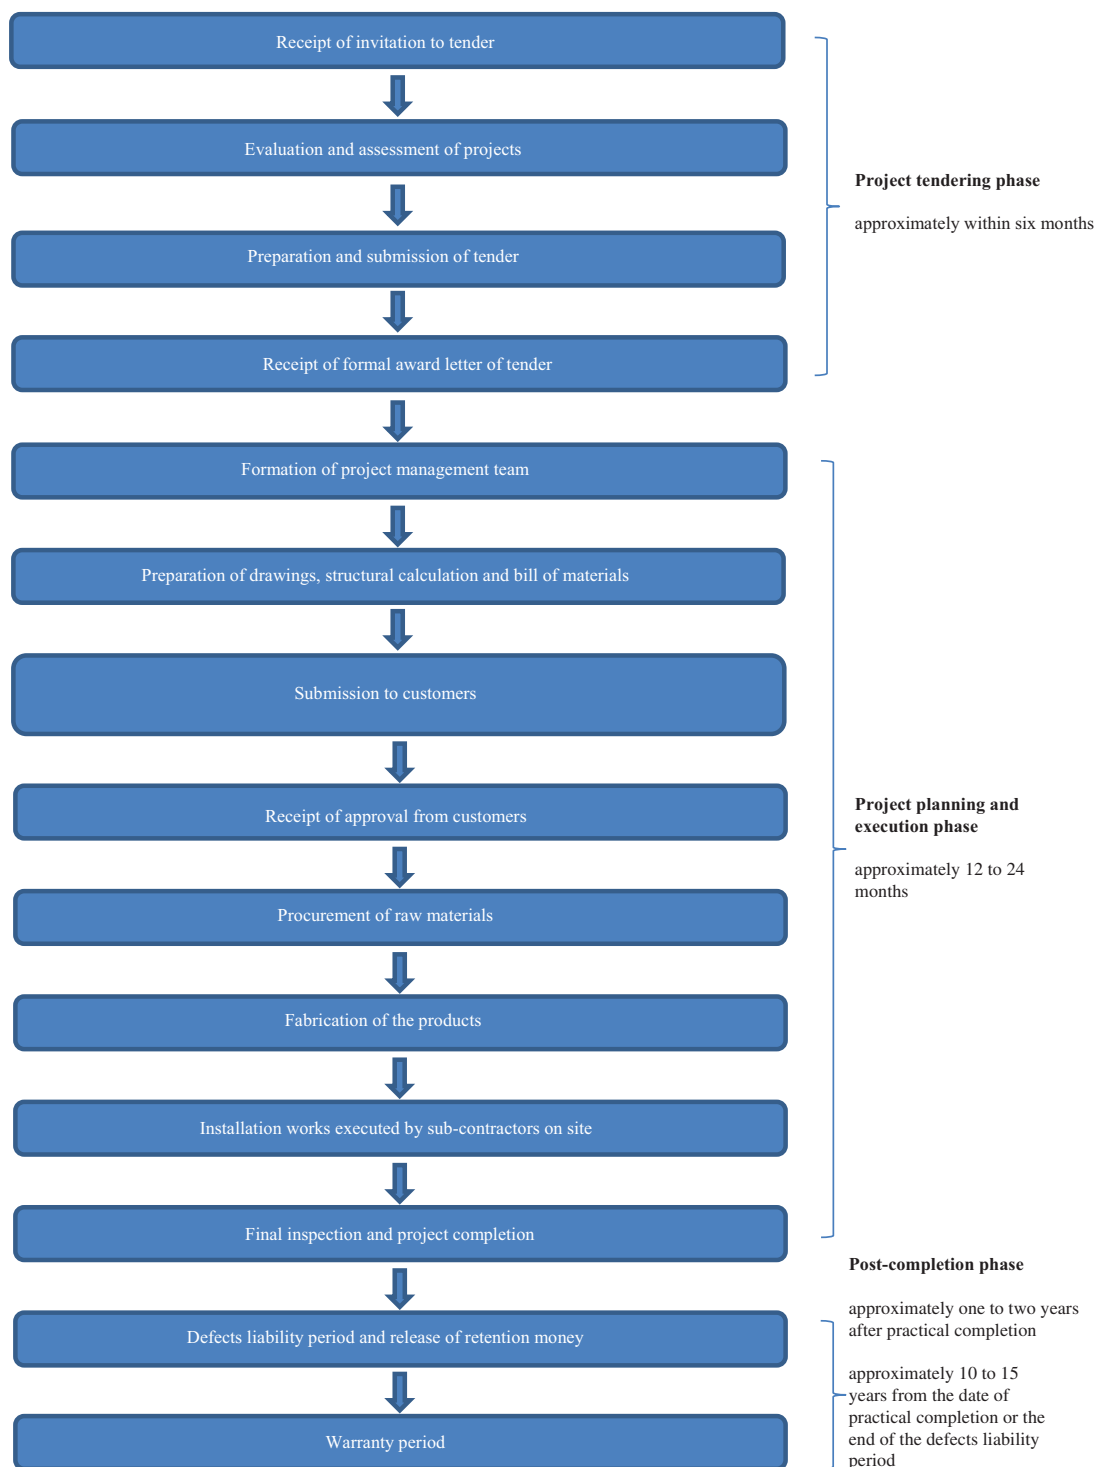 Receipt of invitation to tender
Evaluation and assessment of projects
Preparation and submission of tender
Receipt of formal award letter of tender
Project tendering phase
approximately within six months
Formation of project management team
Preparation of drawings, structural calculation and bill of materials
Submission to customers
Receipt of approval from customers
Procurement of raw materials
Fabrication of the products
Installation works executed by sub-contractors on site
Final inspection and project completion
Project planning and
execution phase
approximately 12 to 24
months
Defects liability period and release of retention money
Warranty period
Post-completion phase
approximately one to two years
after practical completion
approximately 10 to 15
years from the date of
practical completion or the
end of the defects liability
period